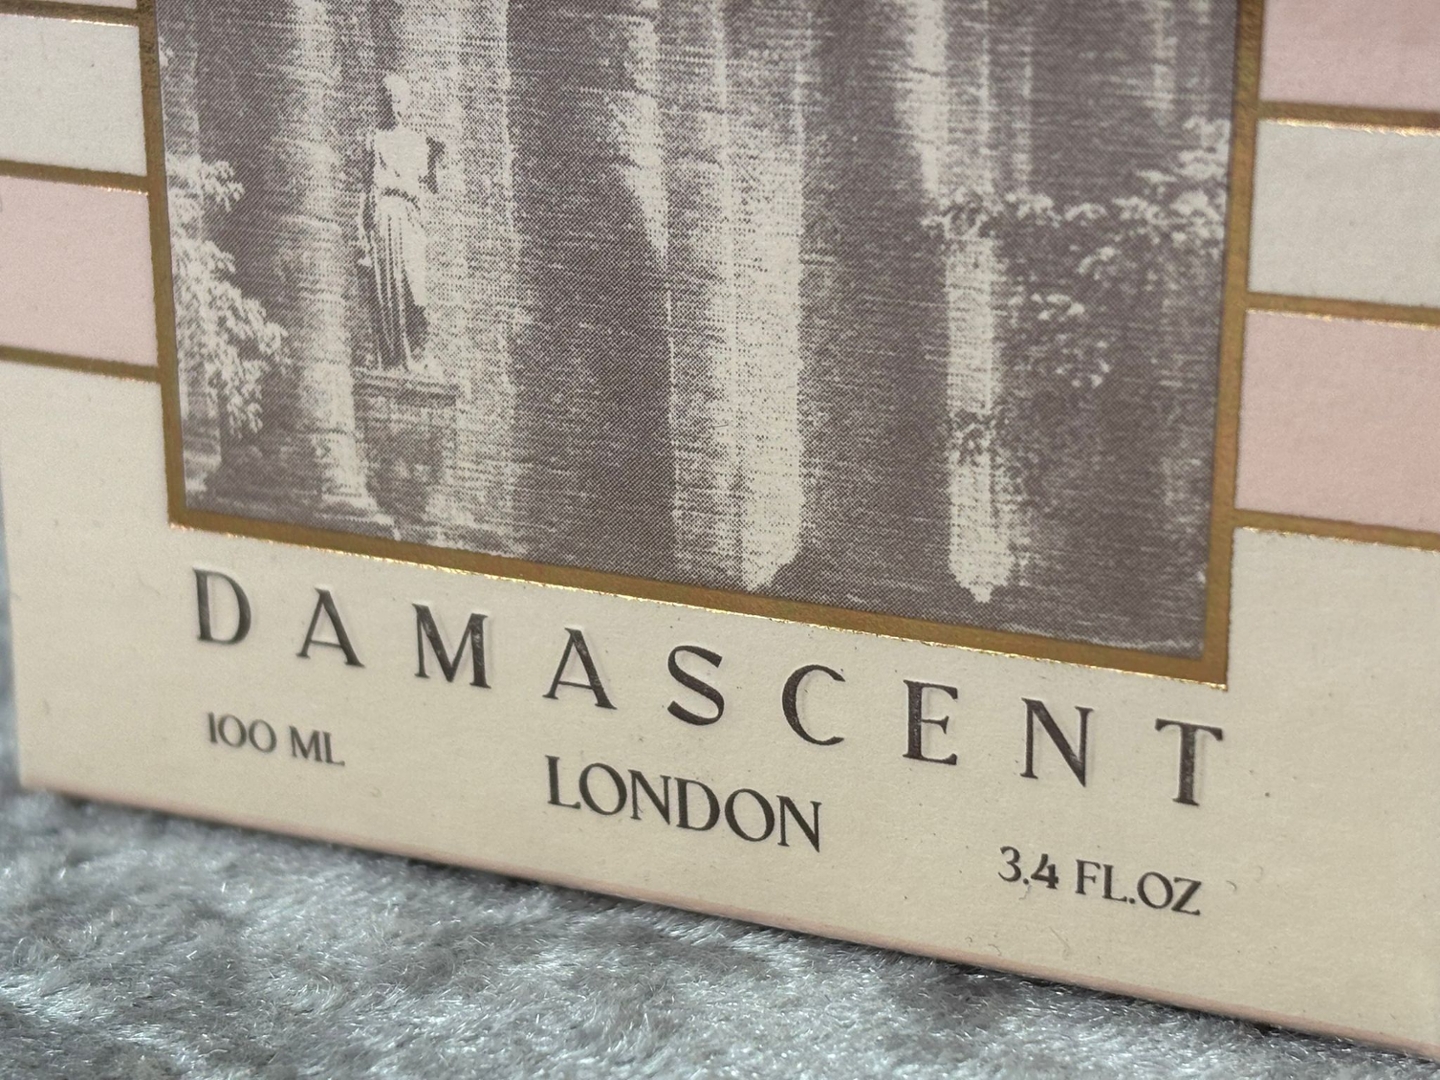 DAMASCENT
100 ML
LONDON
3.4 FL.OZ